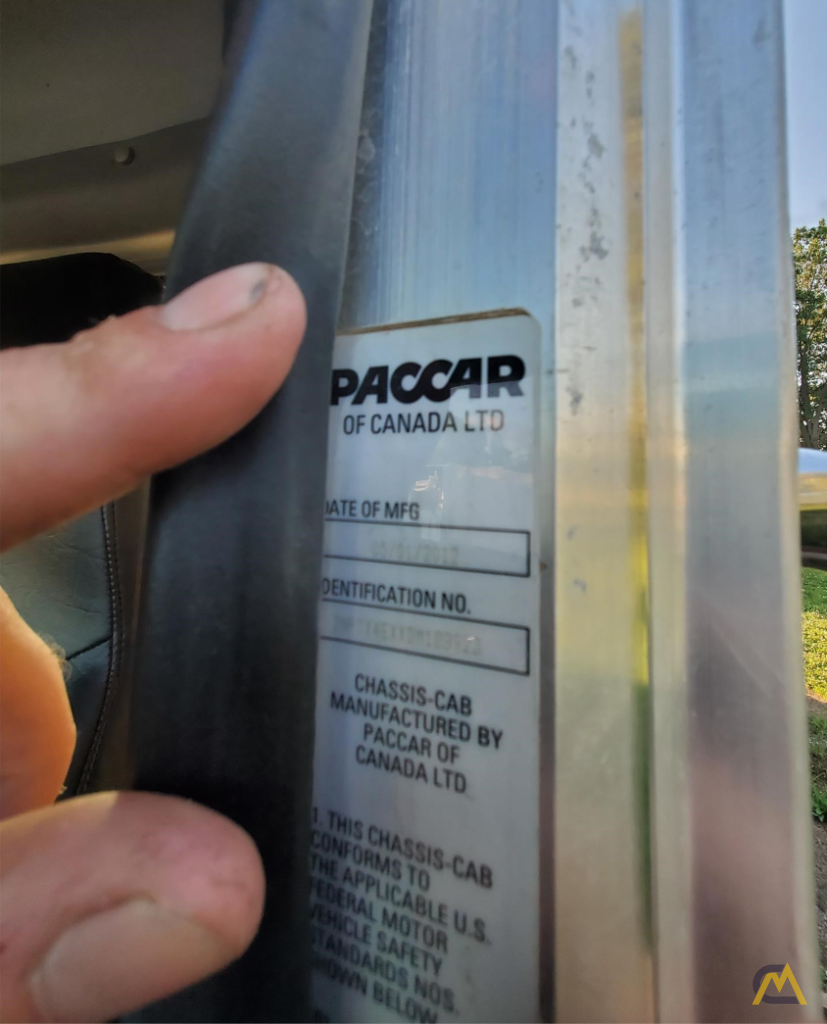 PACCAR
OF CANADA LTD
DATE OF MFG
IDENTIFICATION NO.
CHASSIS-CAB
MANUFACTURED BY
PACCAR OF
CANADA LTD
1. THIS CHASSIS-CAB
CONFORMS TO
THE APPLICABLE U.S.
FEDERAL MOTOR
VEHICLE SAFETY
STANDARDS NOS.
SHOWN BELOW